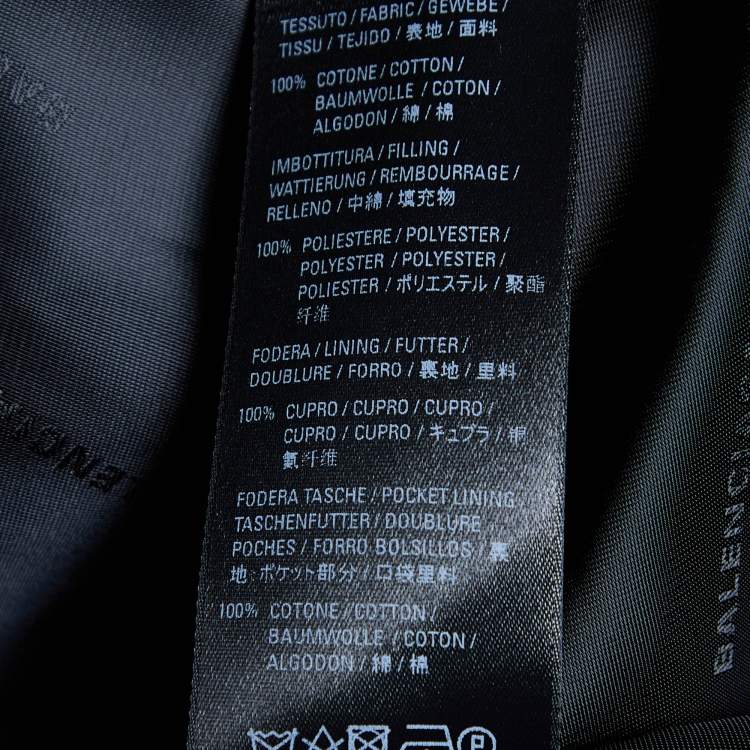 TESSUTO / FABRIC / GEWEBE /
TISSU / TEJIDO / 表地 / 面料
100% COTONE / COTTON /
BAUMWOLLE / COTON /
ALGODON / 綿 / 棉
IMBOTTITURA / FILLING /
WATTIERUNG / REMBOURRAGE /
RELLENO / 中綿 / 填充物
100% POLIESTERE / POLYESTER /
POLYESTER / POLYESTER /
POLIESTER / ポリエステル / 聚酯
纤维
FODERA / LINING / FUTTER /
DOUBLURE / FORRO / 裏地 / 里料
100% CUPRO / CUPRO / CUPRO /
CUPRO / CUPRO / キュプラ / 铜
氨纤维
FODERA TASCHE / POCKET LINING
TASCHENFUTTER / DOUBLURE
POCHES / FORRO BOLSILLOS / 裏
地:ポケット部分 / 口袋里料
100% COTONE / COTTON /
BAUMWOLLE / COTON /
ALGODON / 綿 / 棉
P
BALENCI